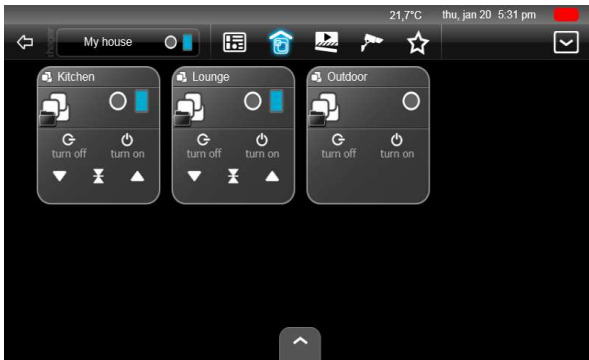 21,7°C thu, jan 20 5:31 pm
:hager
My house
Kitchen Lounge Outdoor
turn off turn on turn off turn on turn off turn on